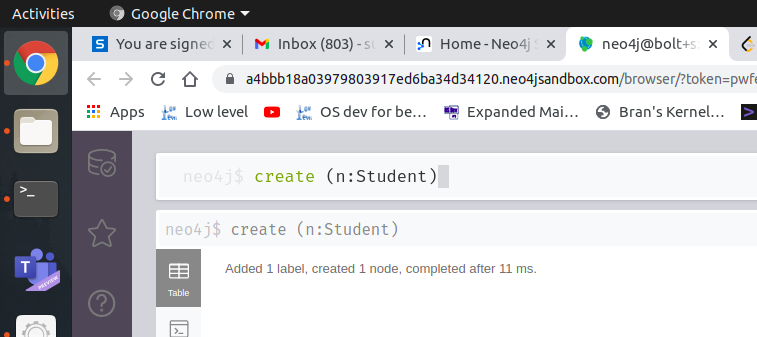 Activities Google Chrome
You are signed Inbox (803) - su Home - Neo4j S neo4j@bolt+s
a4bbb18a03979803917ed6ba34d34120.neo4jsandbox.com/browser/?token=pwfe
Apps Low level OS dev for be… Expanded Mai… Bran's Kernel…
neo4j$ create (n:Student)
neo4j$ create (n:Student)
Added 1 label, created 1 node, completed after 11 ms.
Table
PREVIEW